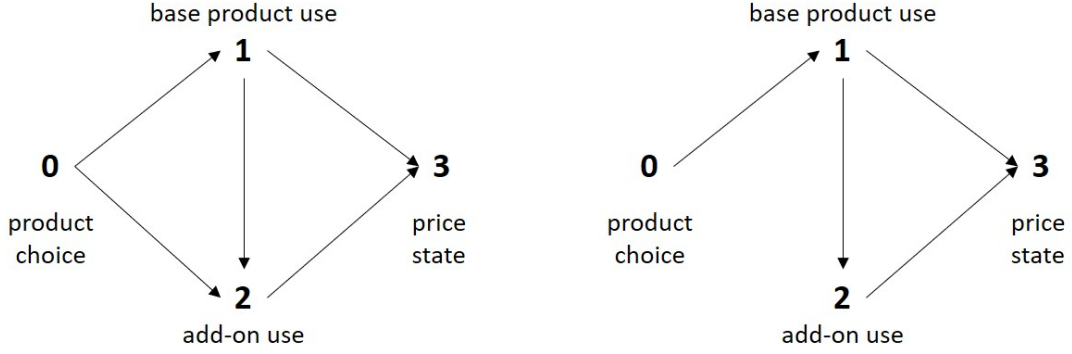 base product use
1
0
3
product
choice
price
state
2
add-on use
base product use
1
0
3
product
choice
price
state
2
add-on use